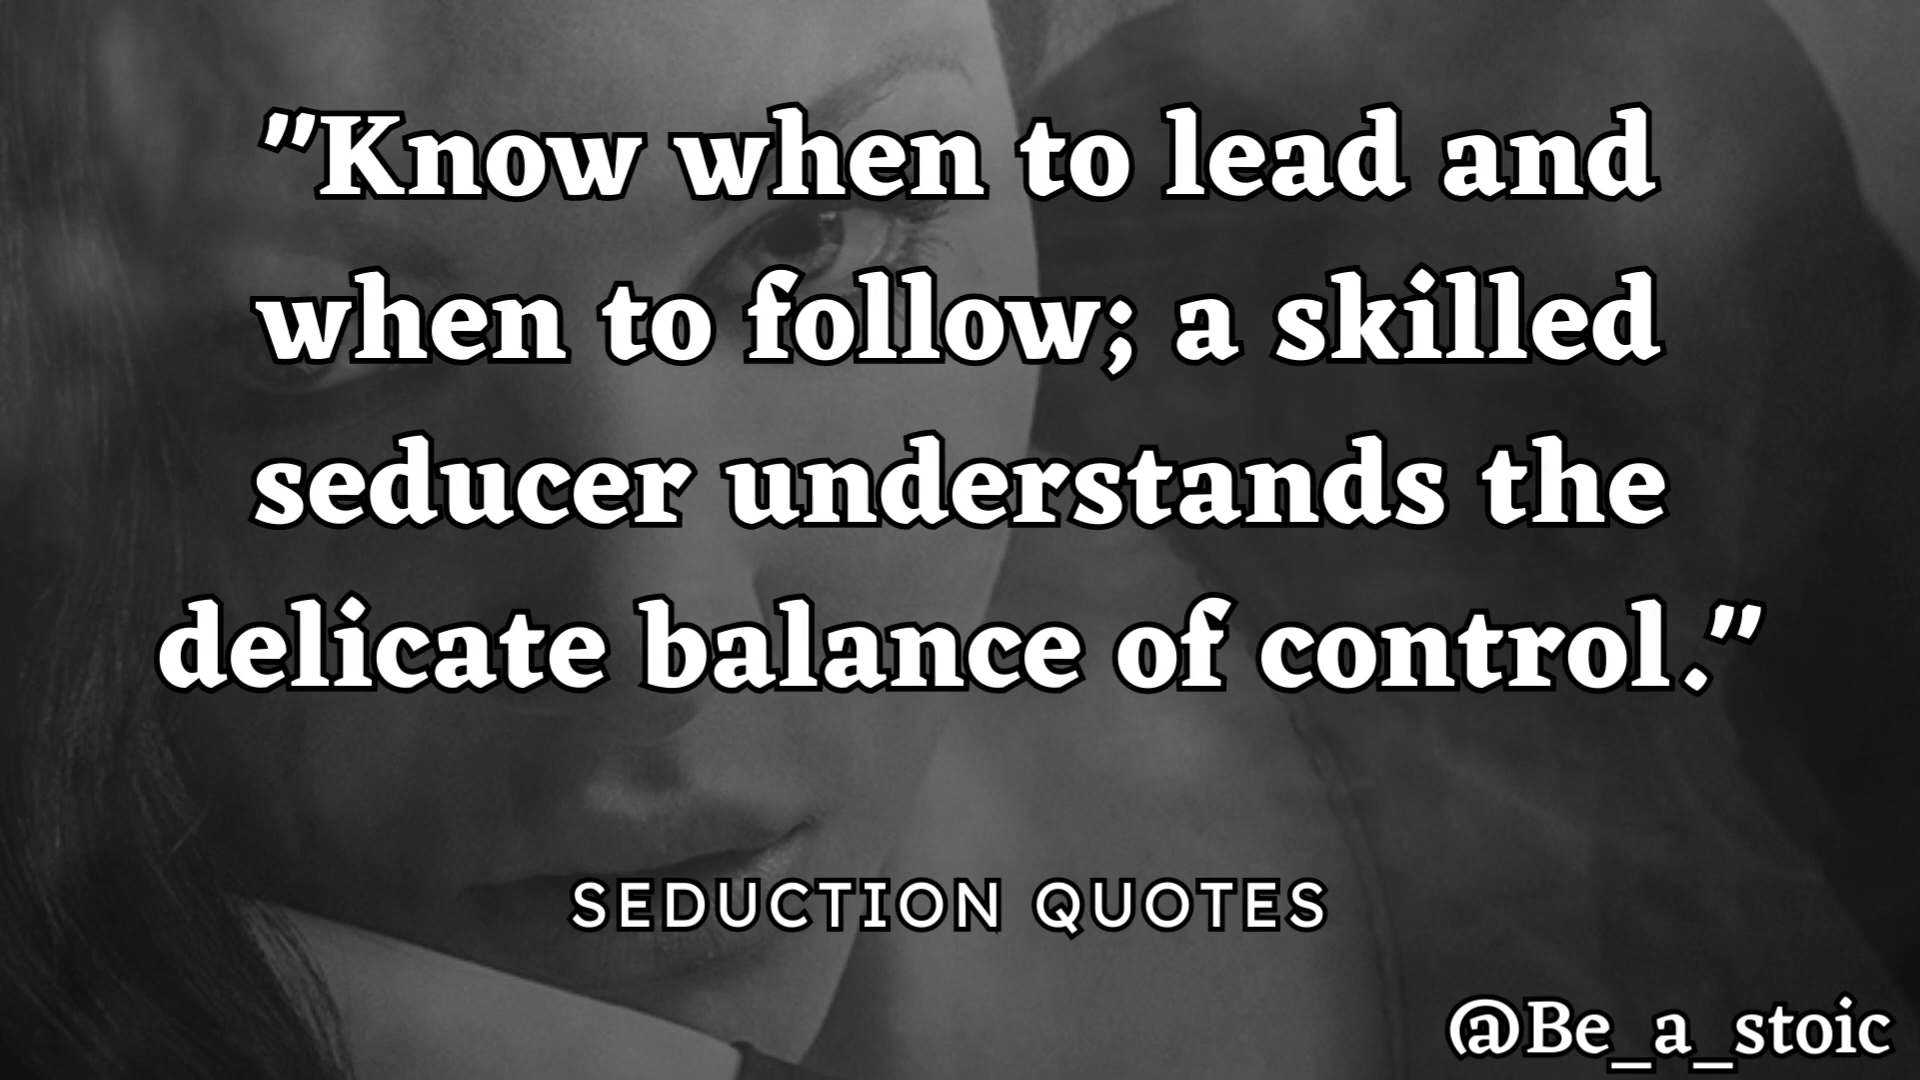 "Know when to lead and
when to follow; a skilled
seducer understands the
delicate balance of control."
SEDUCTION QUOTES
@Be_a_stoic